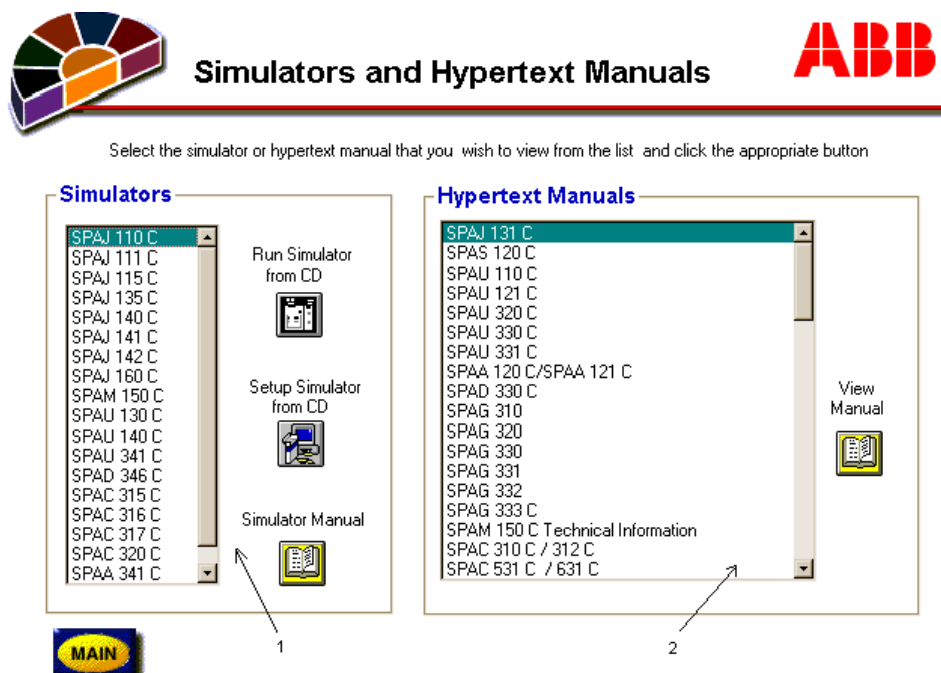 Simulators and Hypertext Manuals
ABB
Select the simulator or hypertext manual that you wish to view from the list and click the appropriate button
Simulators
SPAJ 110 C
SPAJ 111 C
SPAJ 115 C
SPAJ 135 C
SPAJ 140 C
SPAJ 141 C
SPAJ 142 C
SPAJ 160 C
SPAM 150 C
SPAU 130 C
SPAU 140 C
SPAU 341 C
SPAD 346 C
SPAC 315 C
SPAC 316 C
SPAC 317 C
SPAC 320 C
SPAA 341 C
Run Simulator
from CD
Setup Simulator
from CD
Simulator Manual
1
Hypertext Manuals
SPAJ 131 C
SPAS 120 C
SPAU 110 C
SPAU 121 C
SPAU 320 C
SPAU 330 C
SPAU 331 C
SPAA 120 C/SPAA 121 C
SPAD 330 C
SPAG 310
SPAG 320
SPAG 330
SPAG 331
SPAG 332
SPAG 333 C
SPAM 150 C Technical Information
SPAC 310 C / 312 C
SPAC 531 C / 631 C
View
Manual
2
MAIN